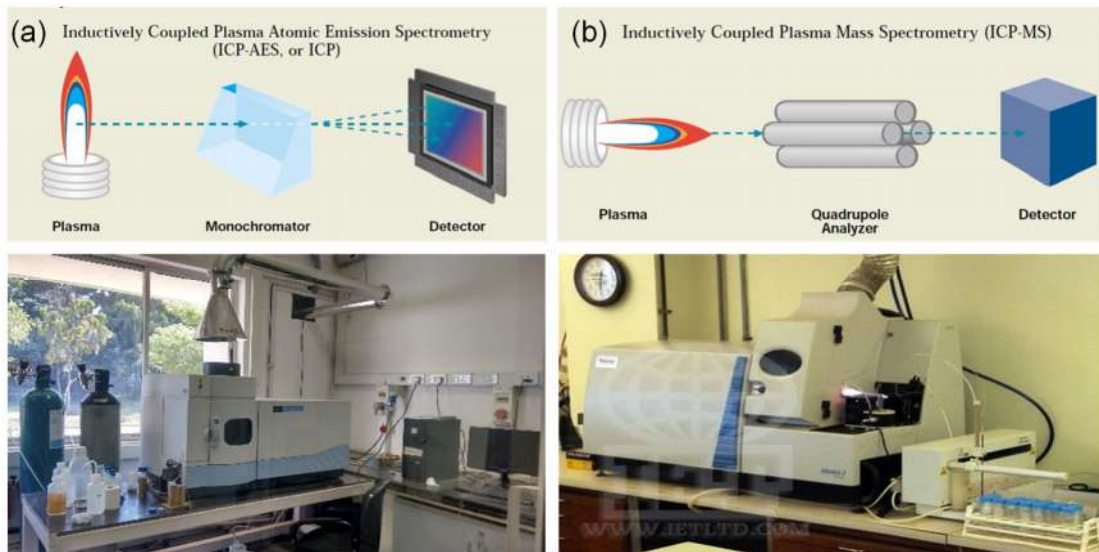 (a) Inductively Coupled Plasma Atomic Emission Spectrometry
(ICP-AES, or ICP)
Plasma
Monochromator
Detector
(b) Inductively Coupled Plasma Mass Spectrometry (ICP-MS)
Plasma
Quadrupole
Analyzer
Detector
WWW.JETLTD.COM